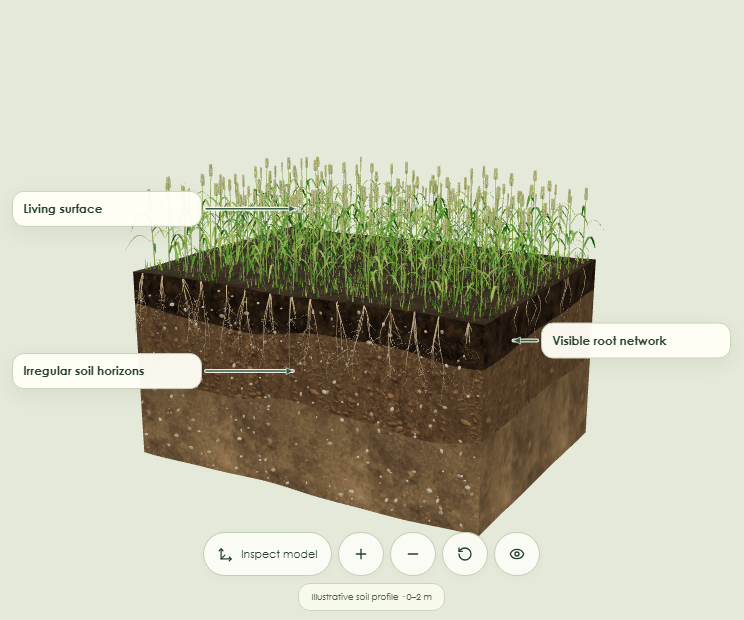 Living surface
Visible root network
Irregular soil horizons
Inspect model
Illustrative soil profile · 0–2 m